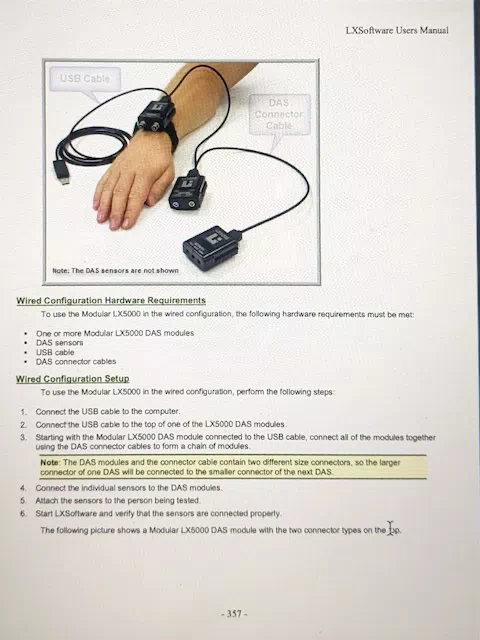 LXSoftware Users Manual
USB Cable
DAS
Connector
Cable
Note: The DAS sensors are not shown
Wired Configuration Hardware Requirements
To use the Modular LX5000 in the wired configuration, the following hardware requirements must be met:
• One or more Modular LX5000 DAS modules
• DAS sensors
• USB cable
• DAS connector cables
Wired Configuration Setup
To use the Modular LX5000 in the wired configuration, perform the following steps:
1. Connect the USB cable to the computer.
2. Connect the USB cable to the top of one of the LX5000 DAS modules
3. Starting with the Modular LX5000 DAS module connected to the USB cable, connect all of the modules together
using the DAS connector cables to form a chain of modules.
Note: The DAS modules and the connector cable contain two different size connectors, so the larger
connector of one DAS will be connected to the smaller connector of the next DAS.
4. Connect the individual sensors to the DAS modules.
5. Attach the sensors to the person being tested.
6. Start LXSoftware and verify that the sensors are connected properly.
The following picture shows a Modular LX5000 DAS module with the two connector types on the top.
- 357 -